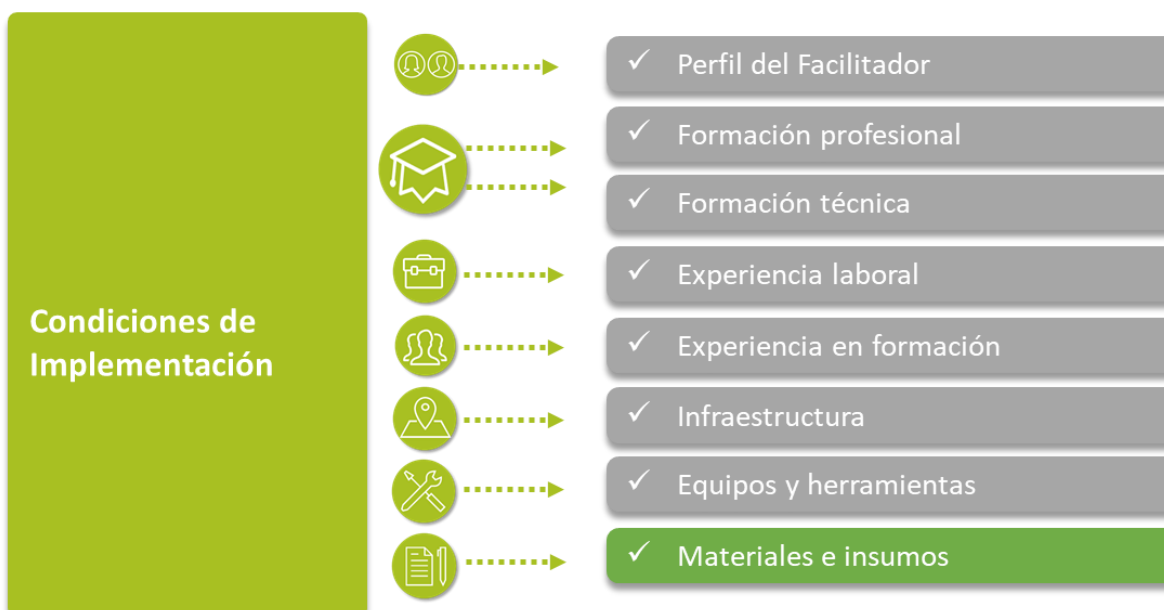 Condiciones de
Implementación
✓ Perfil del Facilitador
✓ Formación profesional
✓ Formación técnica
✓ Experiencia laboral
✓ Experiencia en formación
✓ Infraestructura
✓ Equipos y herramientas
✓ Materiales e insumos